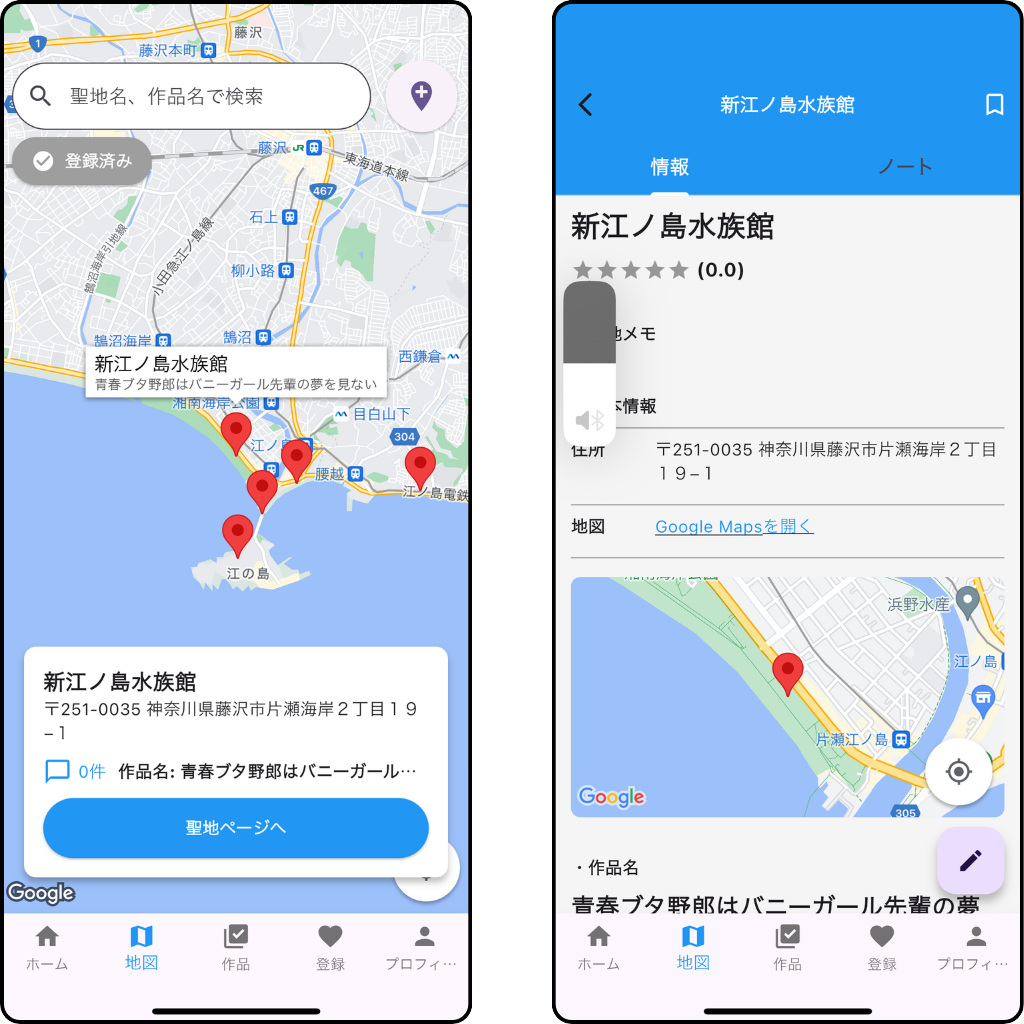 藤沢
1
藤沢本町
聖地名、作品名で検索
登録済み
藤沢 JR
東海道本線
467
石上
鵠沼海岸引地線
小田急江ノ島線
柳小路
鵠沼海岸
鵠沼
西鎌倉
新江ノ島水族館
青春ブタ野郎はバニーガール先輩の夢を見ない
湘南海岸公園
目白山下
304
江ノ島
腰越
江ノ島電鉄
江の島
新江ノ島水族館
〒251-0035 神奈川県藤沢市片瀬海岸２丁目１９
−１
0件 作品名: 青春ブタ野郎はバニーガール…
聖地ページへ
Google
ホーム
地図
作品
登録
プロフィ…
新江ノ島水族館
情報
ノート
新江ノ島水族館
(0.0)
地メモ
本情報
住所
〒251-0035 神奈川県藤沢市片瀬海岸２丁目
１９−１
地図
Google Mapsを開く
湘南海岸公園
浜野水産
江ノ島
片瀬江ノ島
Google
305
・作品名
青春ブタ野郎はバニーガール先輩の夢
ホーム
地図
作品
登録
プロフィ…